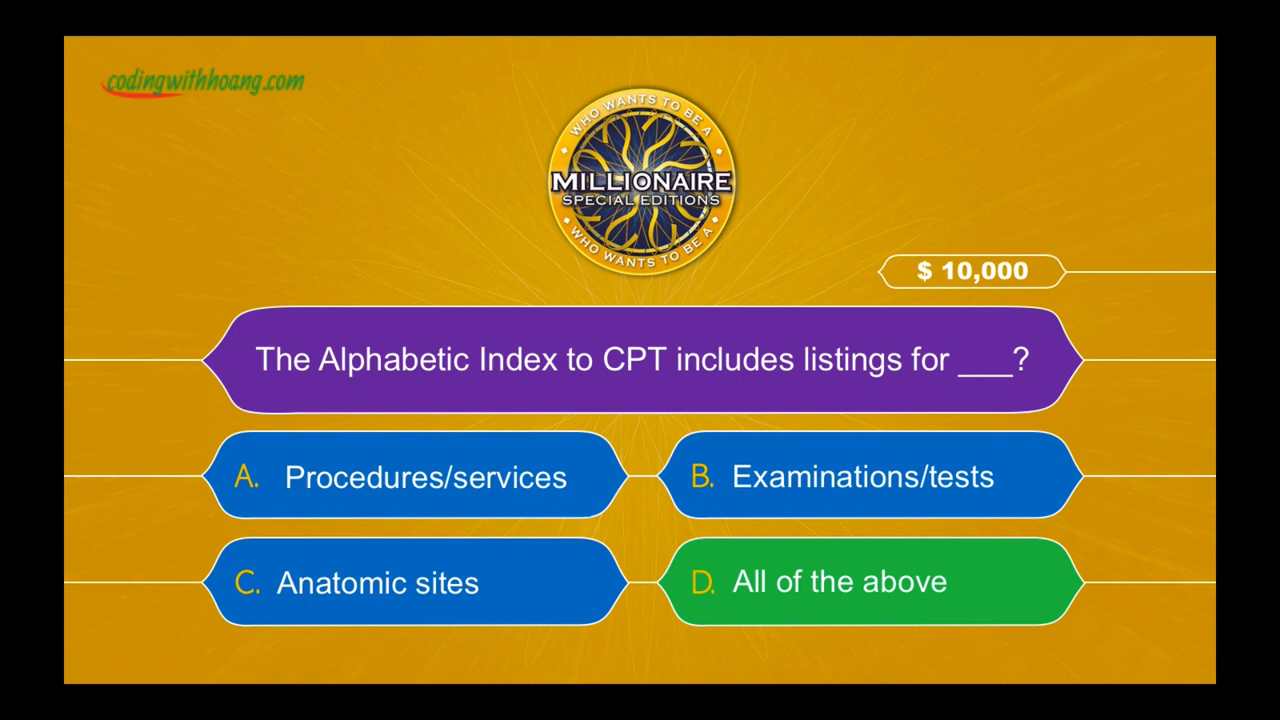 codingwithhoang.com
WHO WANTS TO BE A
MILLIONAIRE
SPECIAL EDITIONS
WHO WANTS TO BE A
$ 10,000
The Alphabetic Index to CPT includes listings for ___?
A. Procedures/services
B. Examinations/tests
C. Anatomic sites
D. All of the above